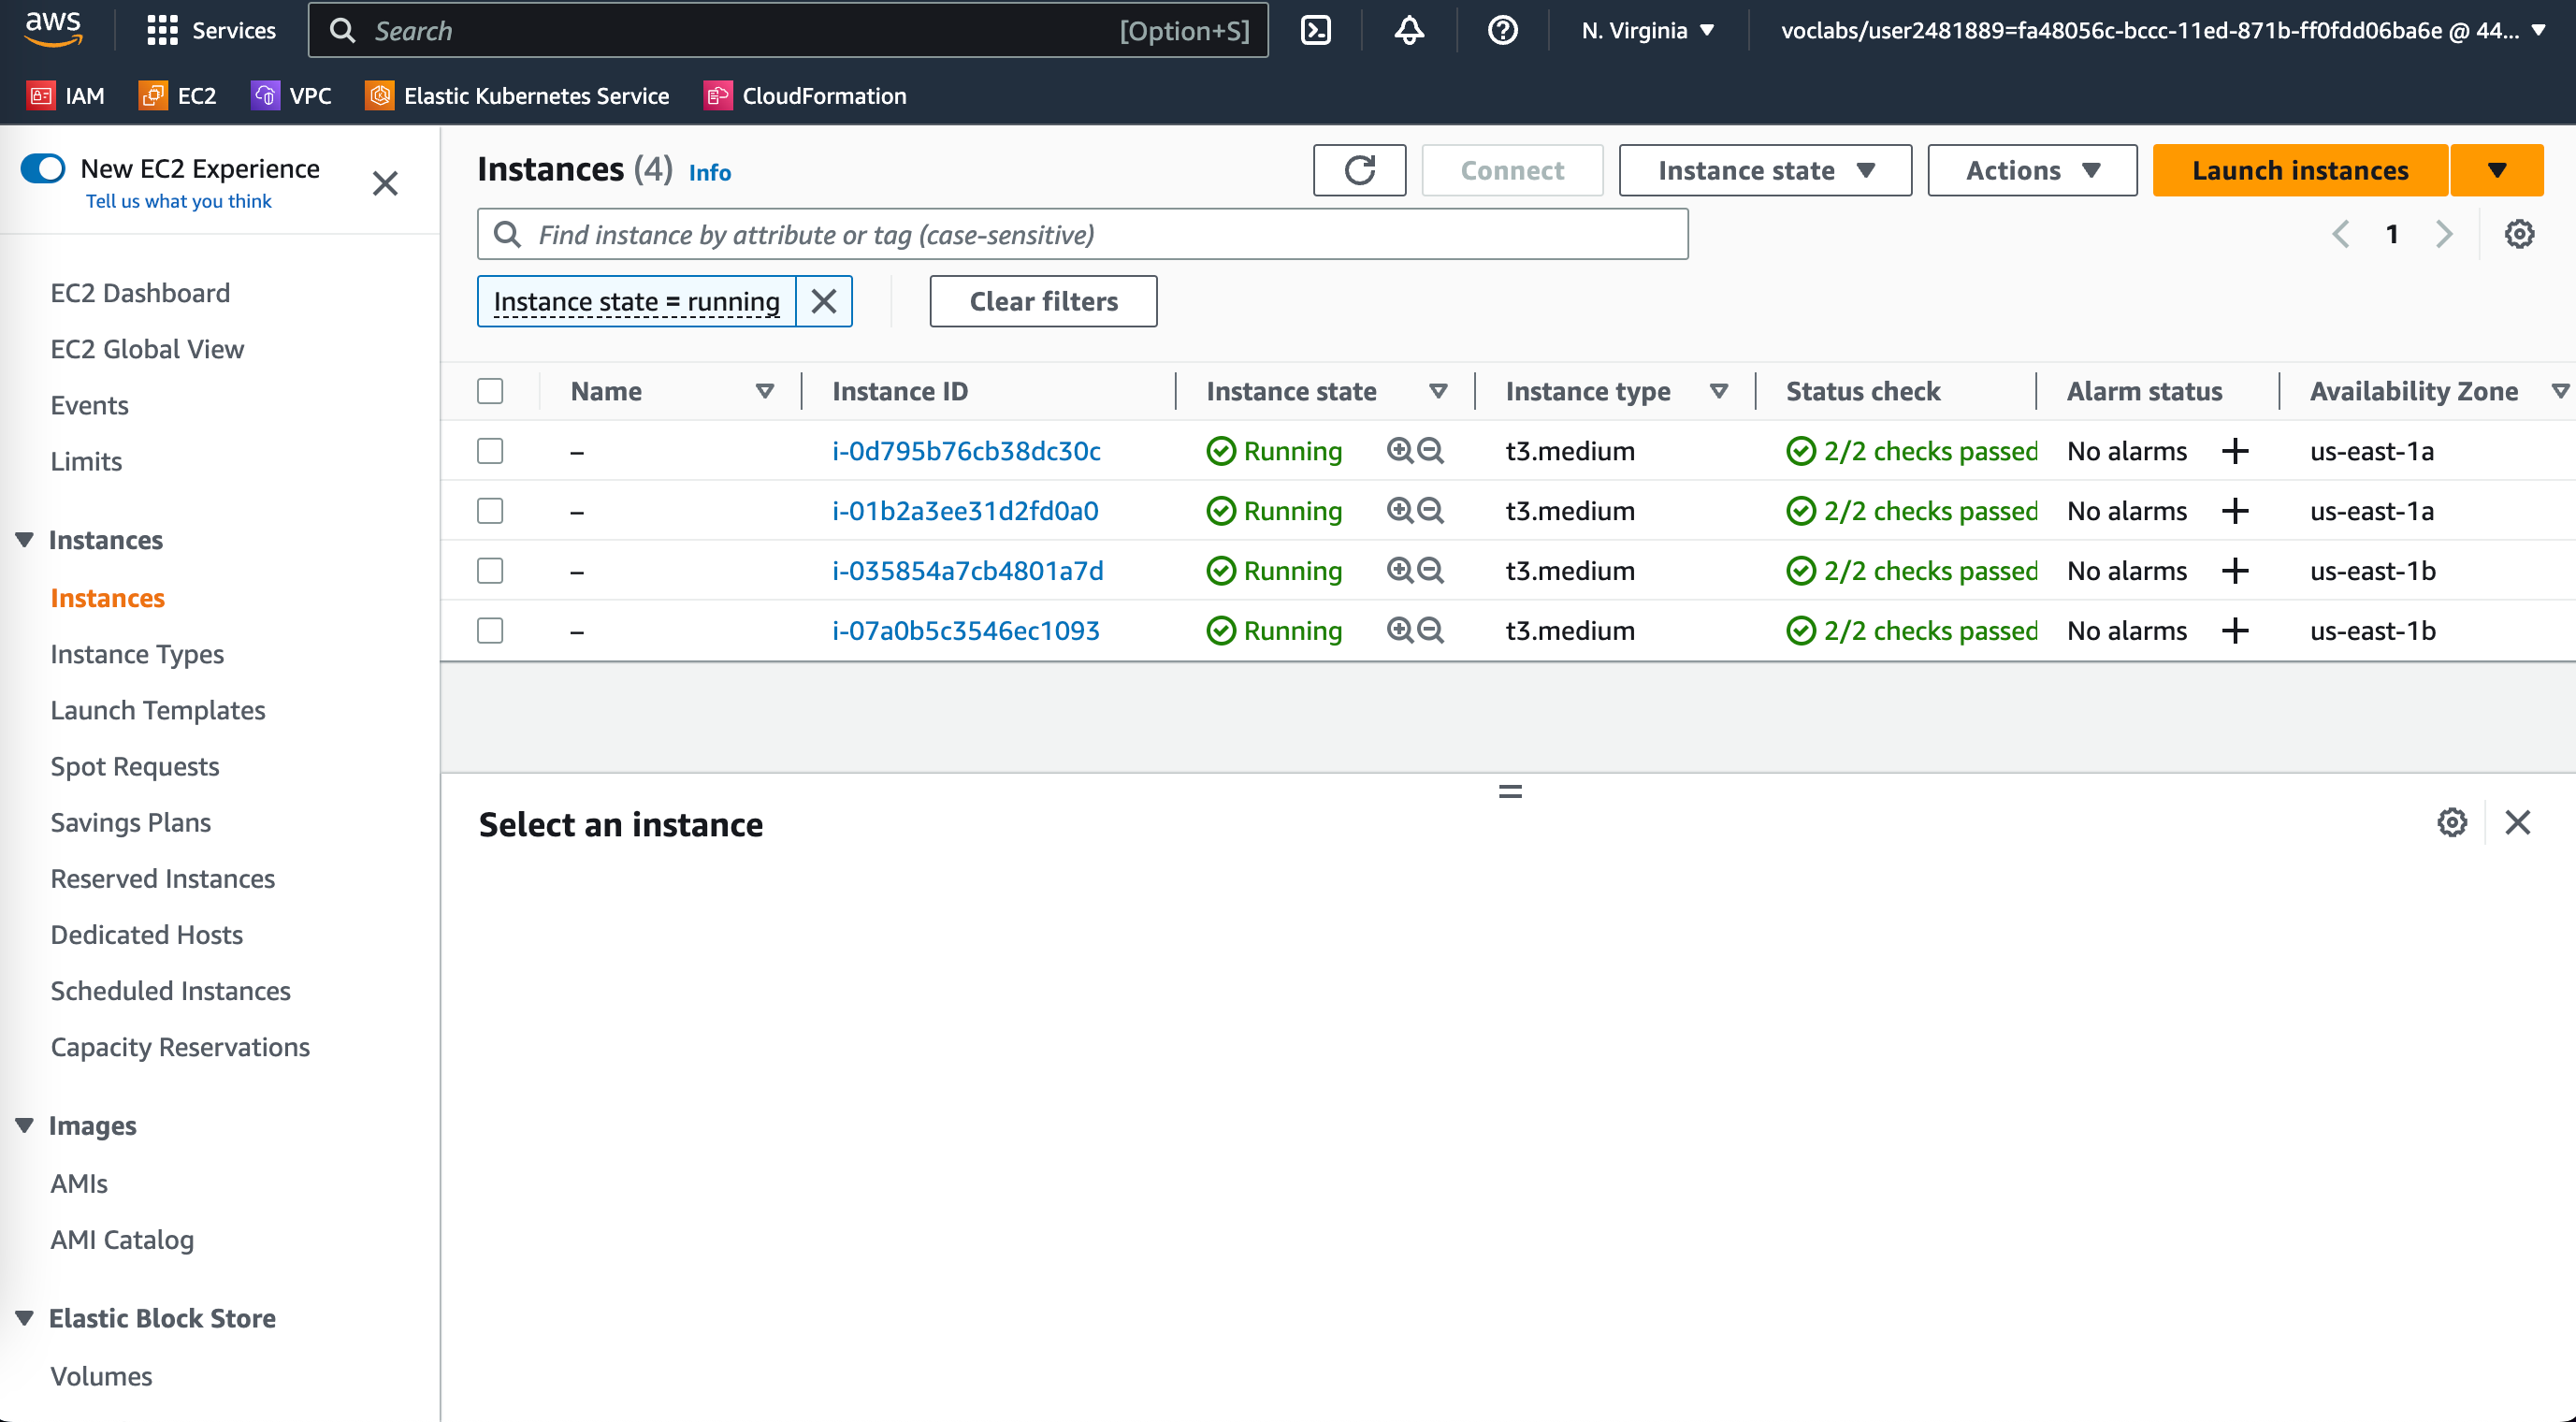 aws
Services
Search [Option+S]
N. Virginia
voclabs/user2481889=fa48056c-bccc-11ed-871b-ff0fdd06ba6e @ 44...
IAM EC2 VPC Elastic Kubernetes Service CloudFormation
New EC2 Experience
Tell us what you think
EC2 Dashboard
EC2 Global View
Events
Limits
Instances
Instances
Instance Types
Launch Templates
Spot Requests
Savings Plans
Reserved Instances
Dedicated Hosts
Scheduled Instances
Capacity Reservations
Images
AMIs
AMI Catalog
Elastic Block Store
Volumes
Instances (4) Info
Connect Instance state Actions Launch instances
Find instance by attribute or tag (case-sensitive)
1
Instance state = running Clear filters
Name Instance ID Instance state Instance type Status check Alarm status Availability Zone
– i-0d795b76cb38dc30c Running t3.medium 2/2 checks passed No alarms + us-east-1a
– i-01b2a3ee31d2fd0a0 Running t3.medium 2/2 checks passed No alarms + us-east-1a
– i-035854a7cb4801a7d Running t3.medium 2/2 checks passed No alarms + us-east-1b
– i-07a0b5c3546ec1093 Running t3.medium 2/2 checks passed No alarms + us-east-1b
Select an instance